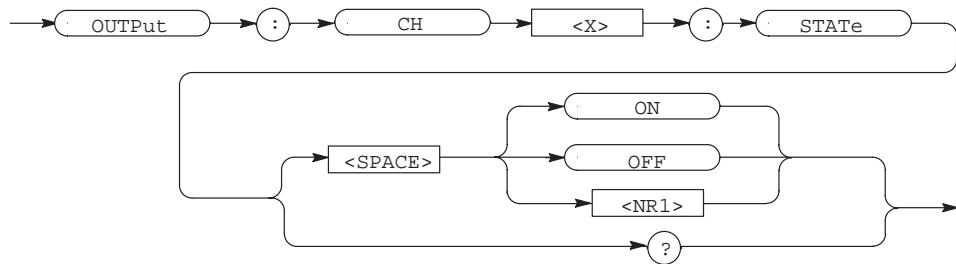 OUTPut : CH <X> : STATe
ON
<SPACE> OFF
<NR1>
?